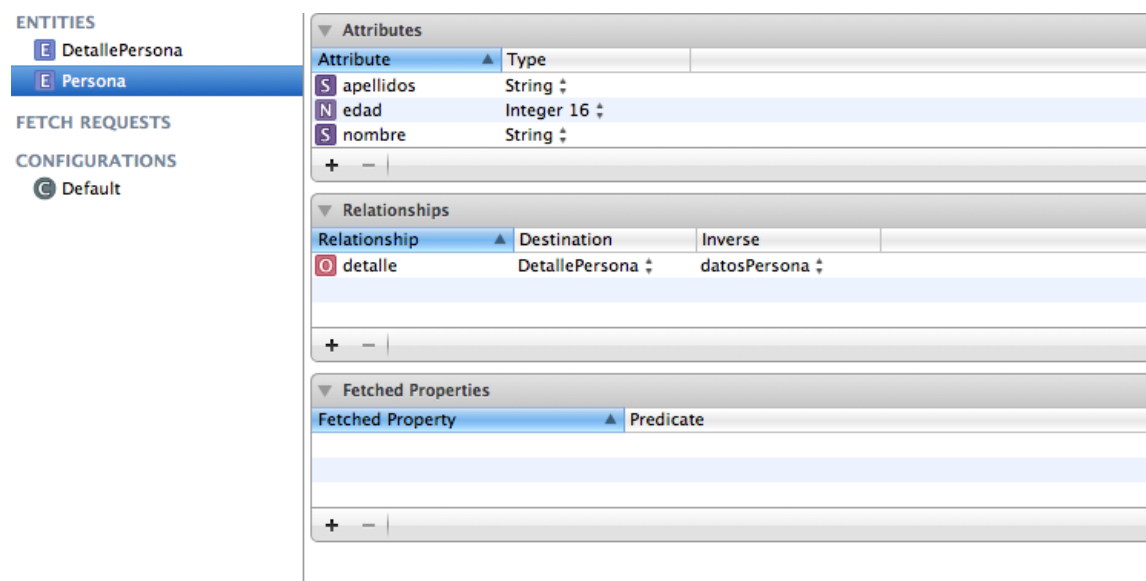 ENTITIES
E DetallePersona
E Persona
FETCH REQUESTS
CONFIGURATIONS
C Default
Attributes
Attribute Type
S apellidos String
N edad Integer 16
S nombre String
+ −
Relationships
Relationship Destination Inverse
O detalle DetallePersona datosPersona
+ −
Fetched Properties
Fetched Property Predicate
+ −